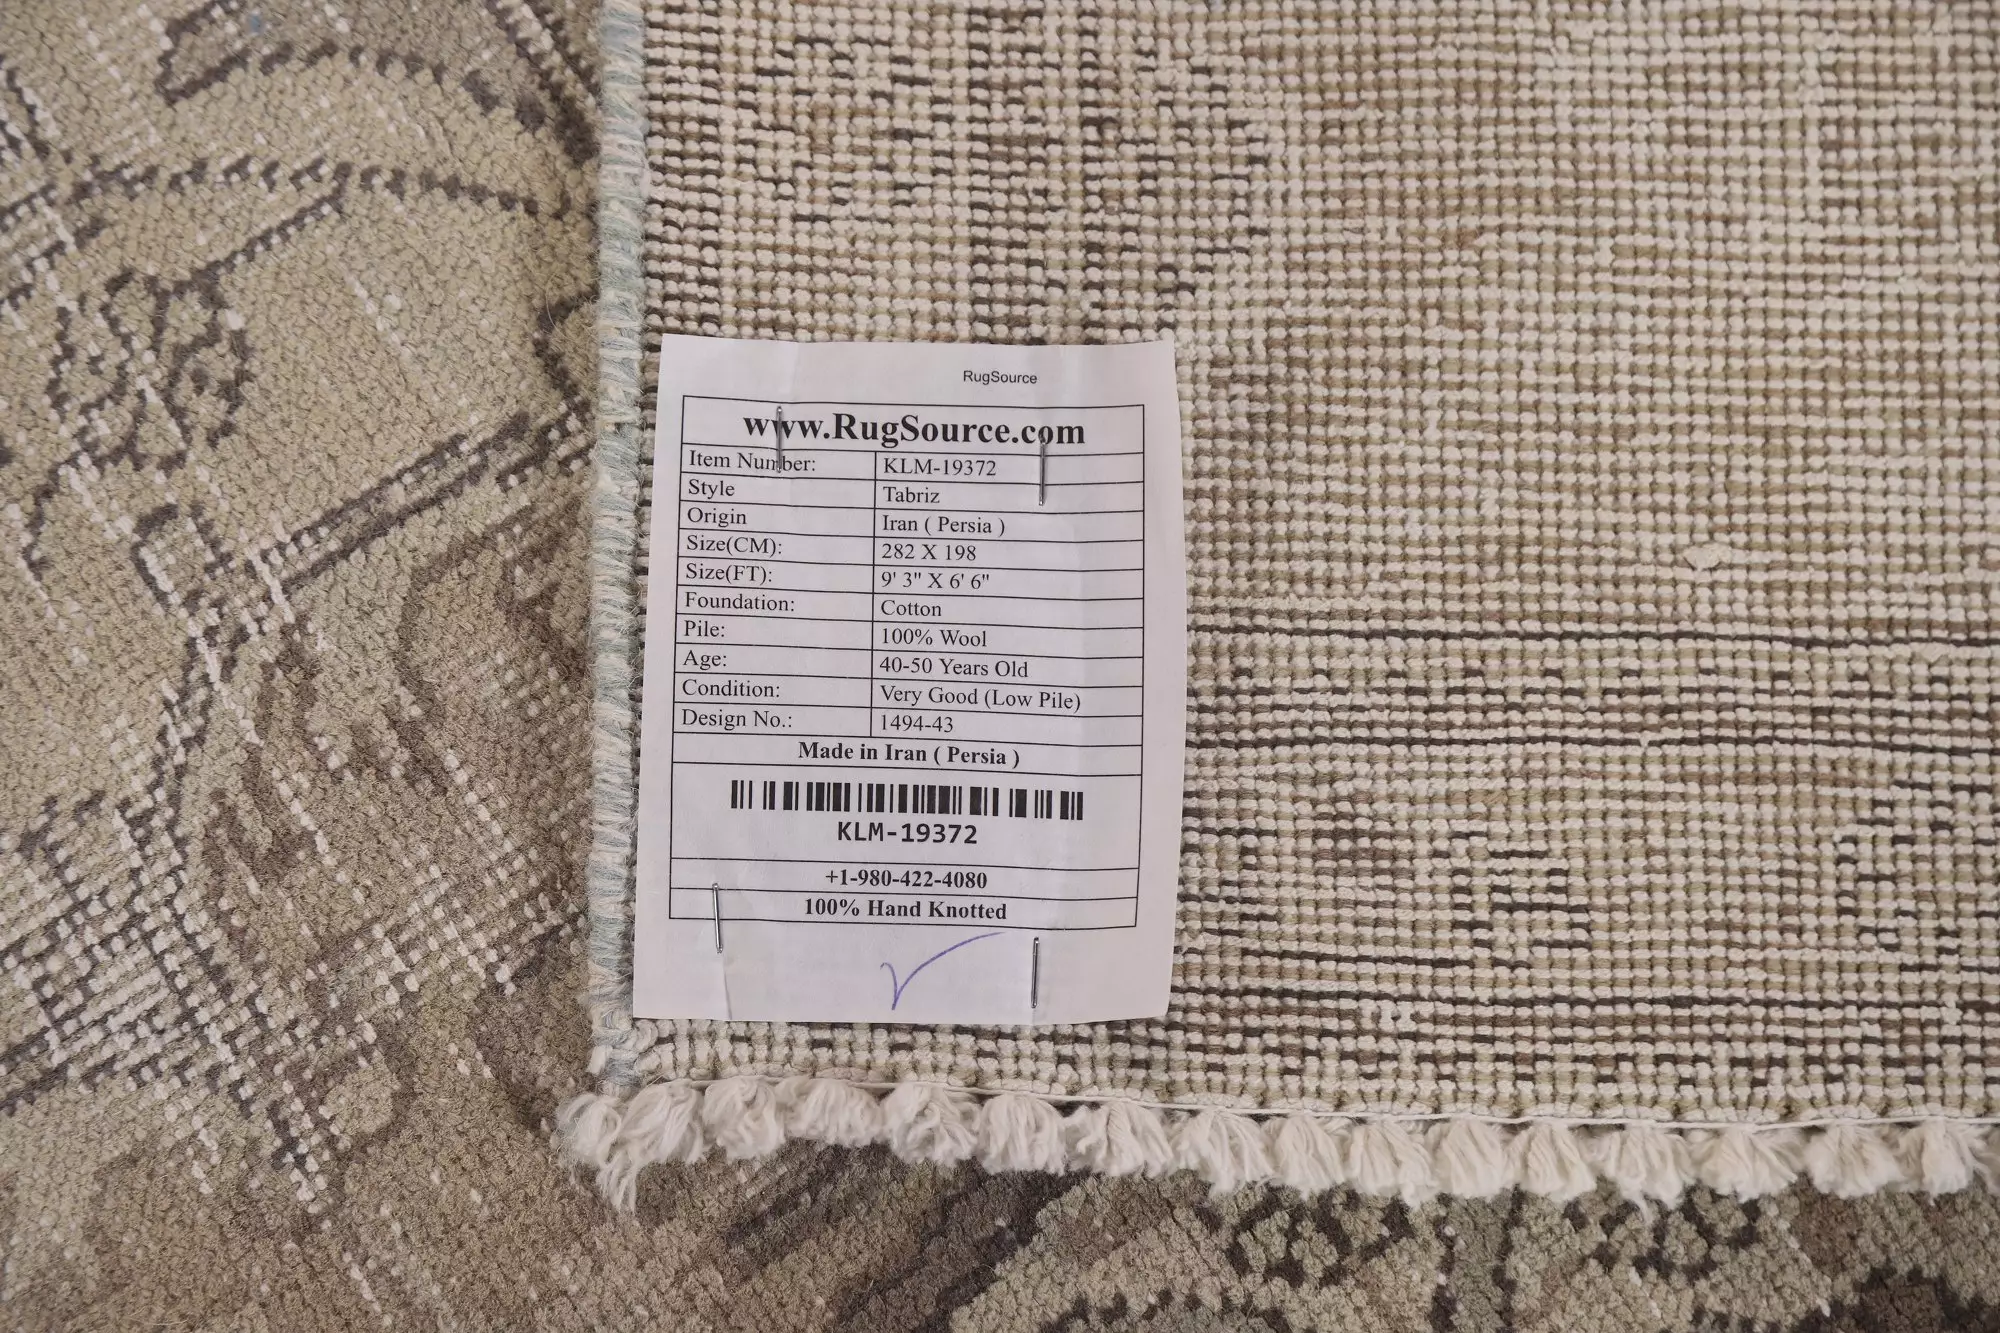 RugSource
www.RugSource.com
Item Number: KLM-19372
Style Tabriz
Origin Iran ( Persia )
Size(CM): 282 X 198
Size(FT): 9' 3" X 6' 6"
Foundation: Cotton
Pile: 100% Wool
Age: 40-50 Years Old
Condition: Very Good (Low Pile)
Design No.: 1494-43
Made in Iran ( Persia )
KLM-19372
+1-980-422-4080
100% Hand Knotted